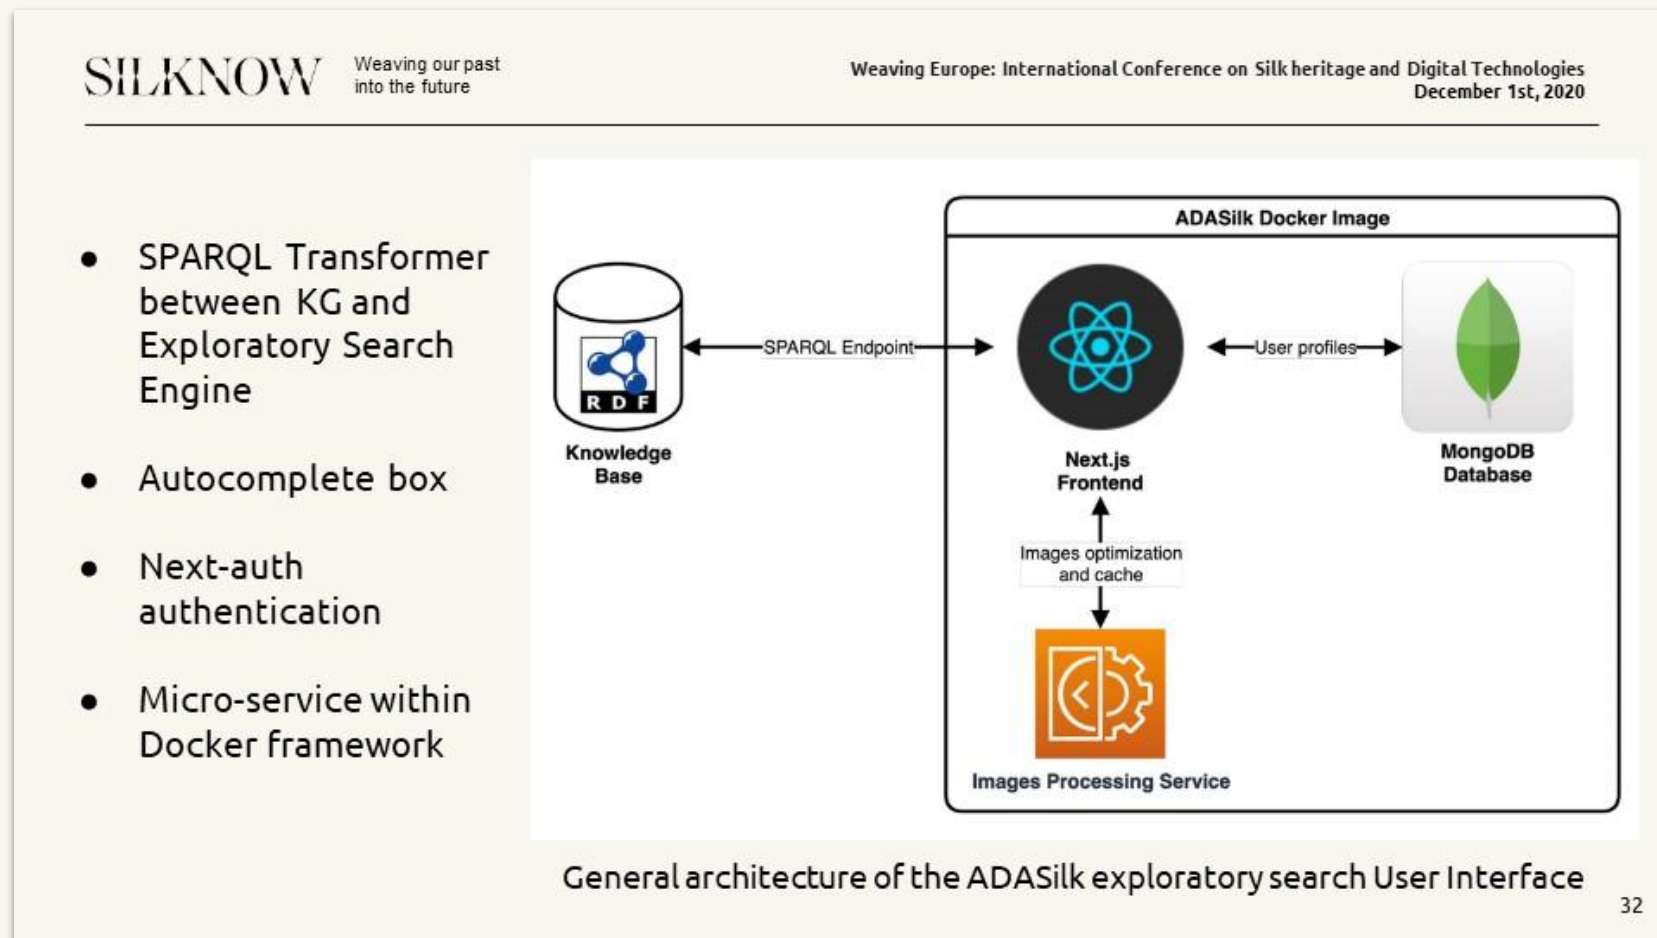 SILKNOW
Weaving our past
into the future
Weaving Europe: International Conference on Silk heritage and Digital Technologies
December 1st, 2020
● SPARQL Transformer
between KG and
Exploratory Search
Engine
● Autocomplete box
● Next-auth
authentication
● Micro-service within
Docker framework
ADASilk Docker Image
RDF
Knowledge
Base
SPARQL Endpoint
Next.js
Frontend
User profiles
MongoDB
Database
Images optimization
and cache
Images Processing Service
General architecture of the ADASilk exploratory search User Interface
32